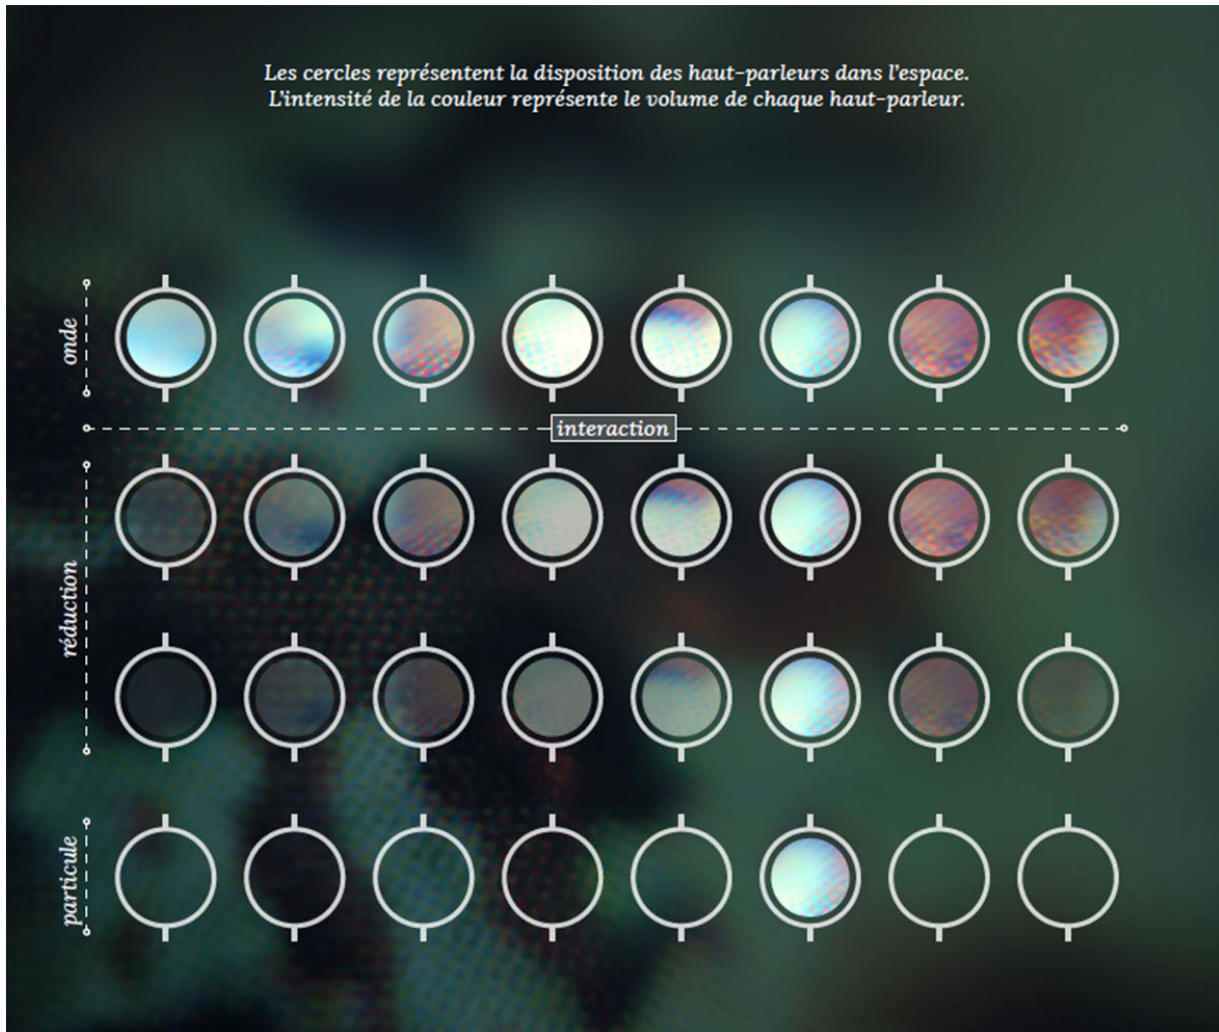 Les cercles représentent la disposition des haut-parleurs dans l'espace.
L'intensité de la couleur représente le volume de chaque haut-parleur.
onde
interaction
réduction
particule